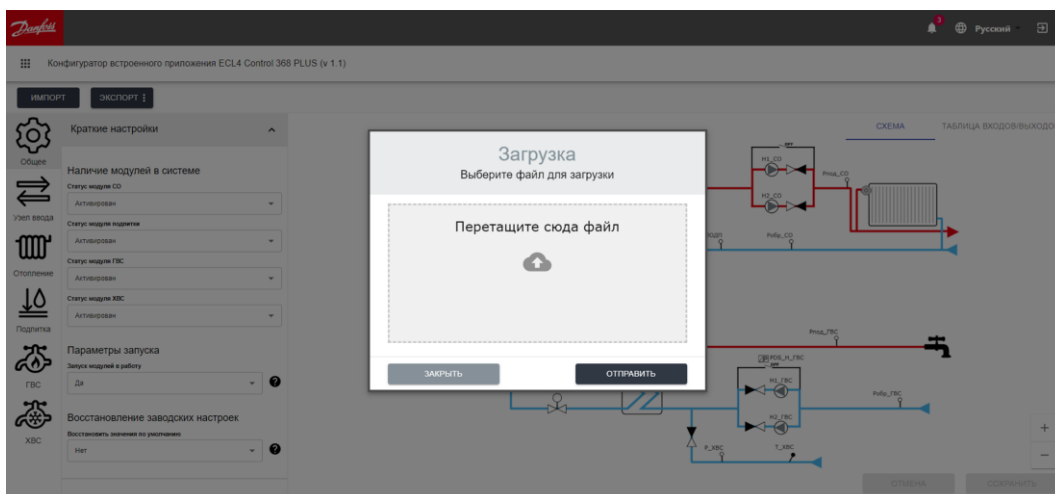 Danfoss
3
Русский
Конфигуратор встроенного приложения ECL4 Control 368 PLUS (v 1.1)
ИМПОРТ
ЭКСПОРТ
СХЕМА
ТАБЛИЦА ВХОДОВ/ВЫХОДО
Общее
Узел ввода
Отопление
Подпитка
ГВС
ХВС
Краткие настройки
Наличие модулей в системе
Статус модуля СО
Активирован
Статус модуля подпитки
Активирован
Статус модуля ГВС
Активирован
Статус модуля ХВС
Активирован
Параметры запуска
Запуск модулей в работу
Да
Восстановление заводских настроек
Восстановить значения по умолчанию
Нет
Загрузка
Выберите файл для загрузки
Перетащите сюда файл
ЗАКРЫТЬ
ОТПРАВИТЬ
H1_CO
Pпод_СО
H2_CO
Pобр_СО
Pпод_ГВС
PDS_H_ГВС
H1_ГВС
Pобр_ГВС
H2_ГВС
P_ХВС
T_ХВС
+
−
ОТМЕНА
СОХРАНИТЬ